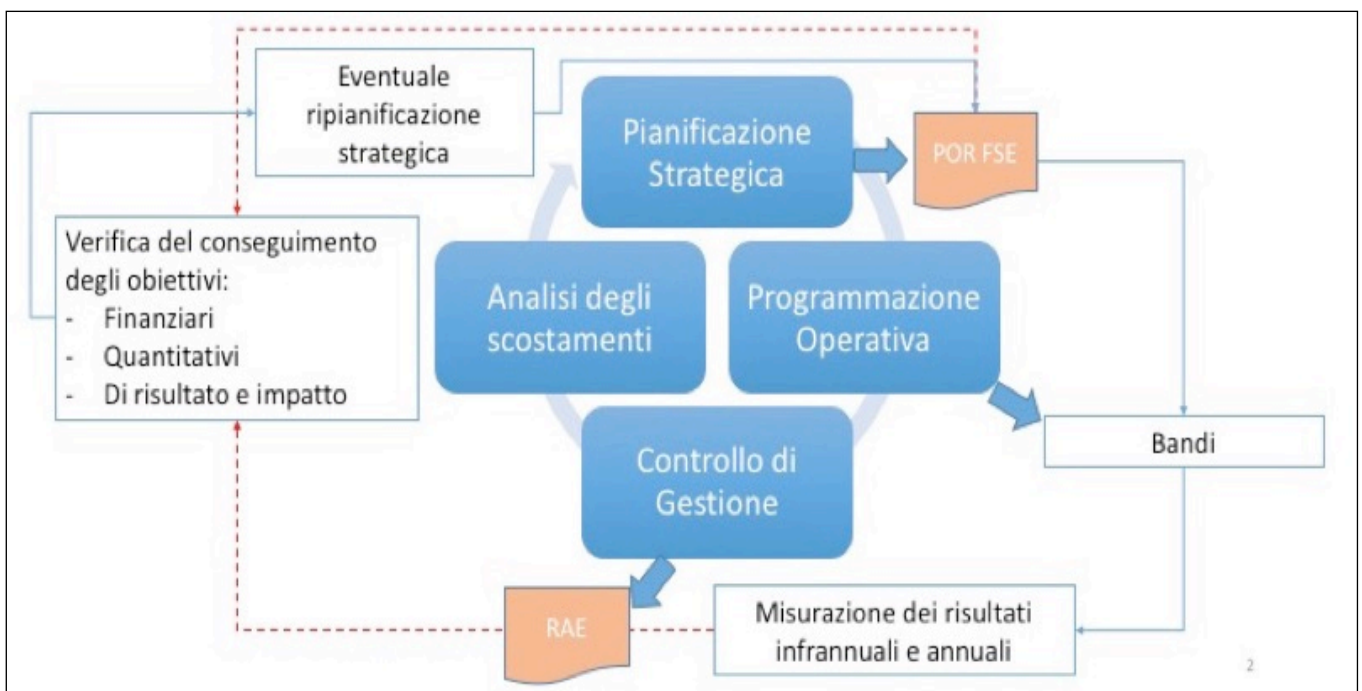 Eventuale
ripianificazione
strategica
Pianificazione
Strategica
POR FSE
Verifica del conseguimento
degli obiettivi:
- Finanziari
- Quantitativi
- Di risultato e impatto
Analisi degli
scostamenti
Programmazione
Operativa
Bandi
Controllo di
Gestione
RAE
Misurazione dei risultati
infrannuali e annuali
2